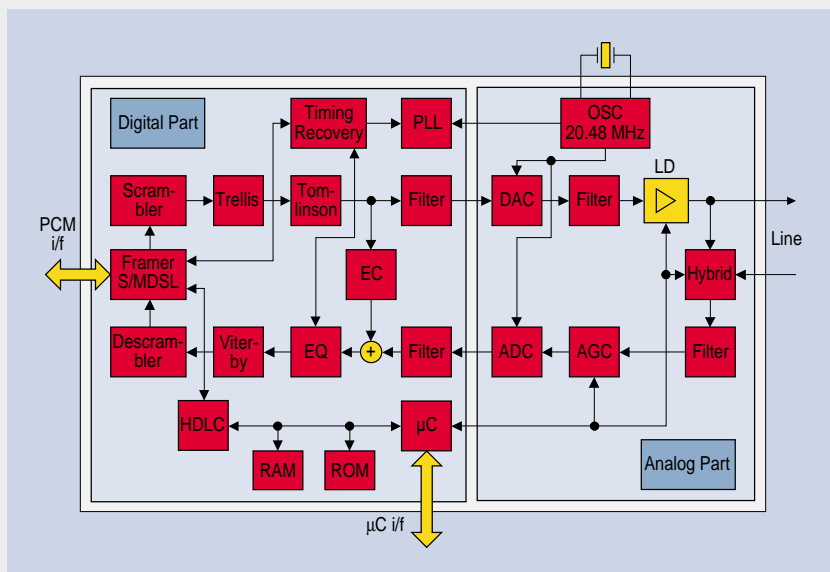 Digital Part
Timing
Recovery
PLL
OSC
20.48 MHz
LD
Scram-
bler
Trellis
Tom-
linson
Filter
DAC
Filter
PCM
i/f
Line
Framer
S/MDSL
EC
Hybrid
Descram-
bler
Viter-
by
EQ
+
Filter
ADC
AGC
Filter
HDLC
µC
RAM
ROM
Analog Part
µC i/f